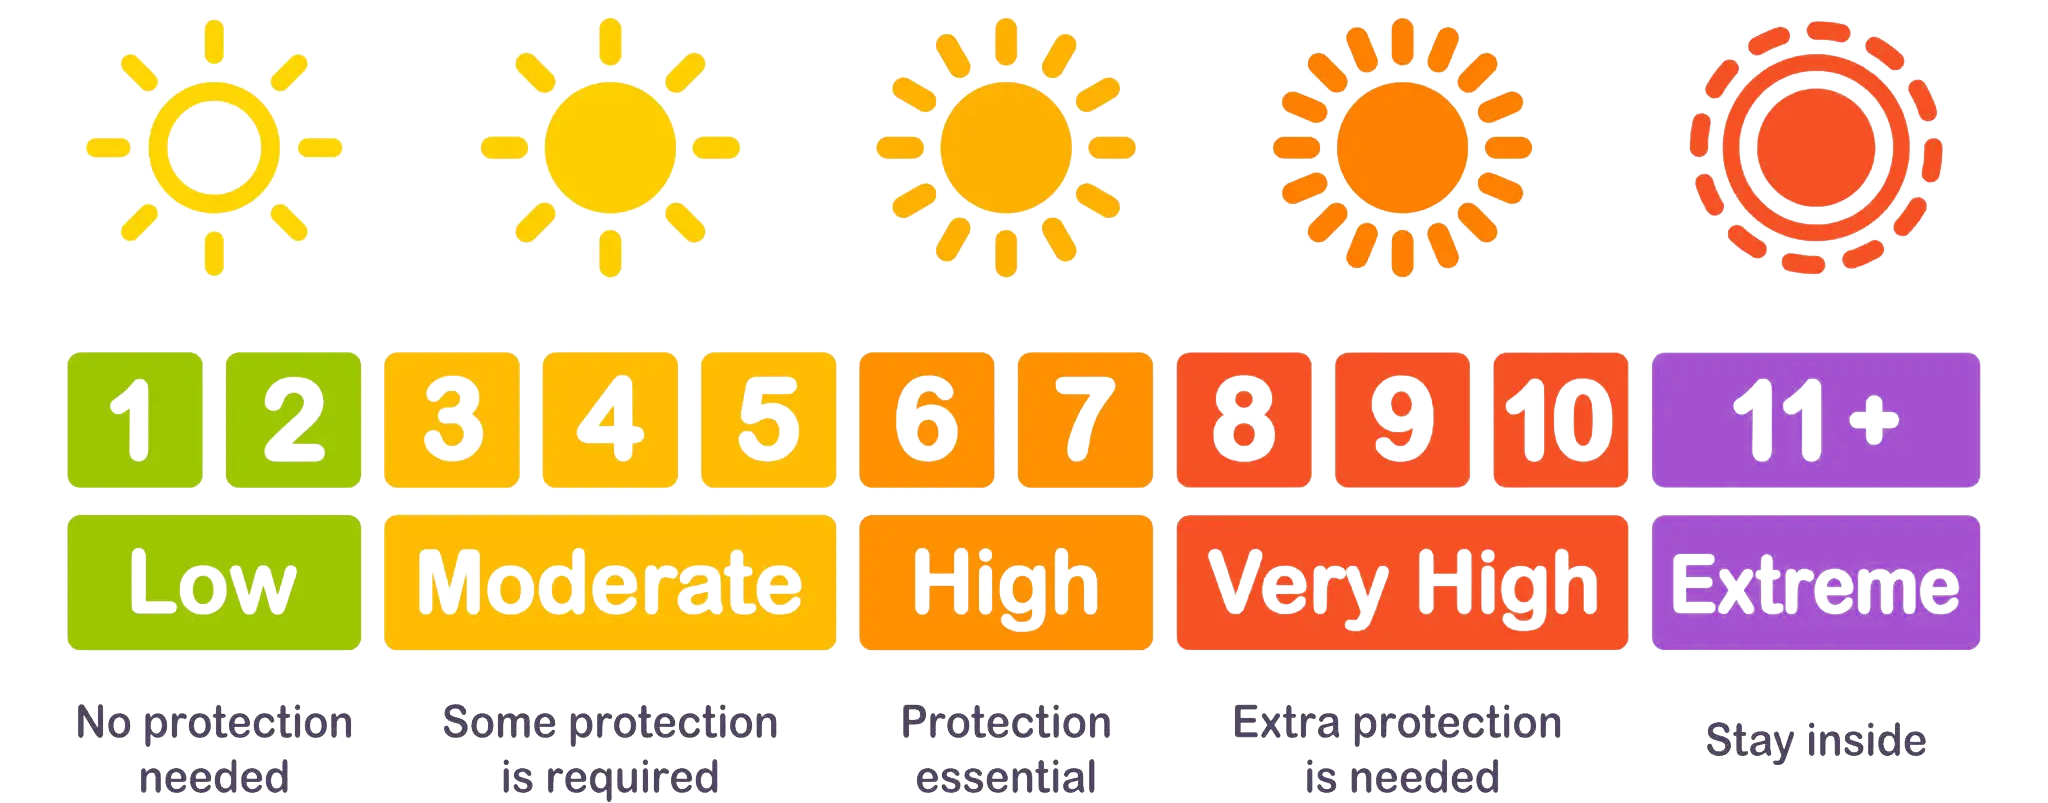 1 2 3 4 5 6 7 8 9 10 11 +
Low Moderate High Very High Extreme
No protection
needed
Some protection
is required
Protection
essential
Extra protection
is needed
Stay inside